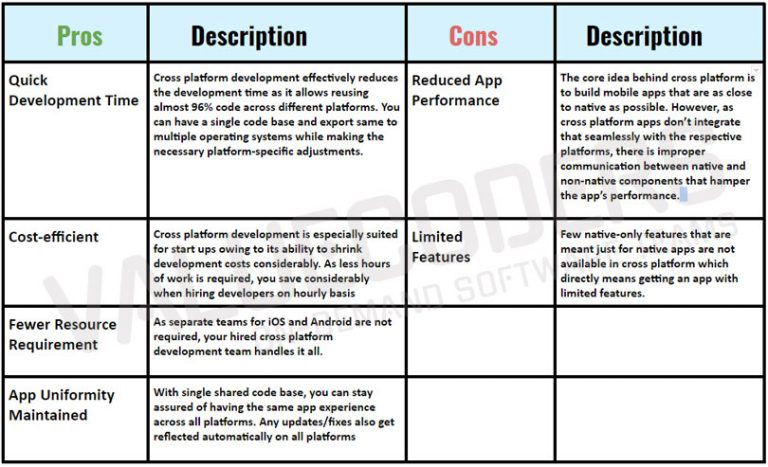 Pros
Description
Cons
Description
Quick
Development Time
Cross platform development effectively reduces
the development time as it allows reusing
almost 96% code across different platforms. You
can have a single code base and export same to
multiple operating systems while making the
necessary platform-specific adjustments.
Reduced App
Performance
The core idea behind cross platform is
to build mobile apps that are as close
to native as possible. However, as
cross platform apps don’t integrate
that seamlessly with the respective
platforms, there is improper
communication between native and
non-native components that hamper
the app’s performance.
Cost-efficient
Cross platform development is especially suited
for start ups owing to its ability to shrink
development costs considerably. As less hours
of work is required, you save considerably
when hiring developers on hourly basis
Limited
Features
Few native-only features that are
meant just for native apps are not
available in cross platform which
directly means getting an app with
limited features.
Fewer Resource
Requirement
As separate teams for iOS and Android are not
required, your hired cross platform
development team handles it all.
App Uniformity
Maintained
With single shared code base, you can stay
assured of having the same app experience
across all platforms. Any updates/fixes also get
reflected automatically on all platforms
VALUECODERS